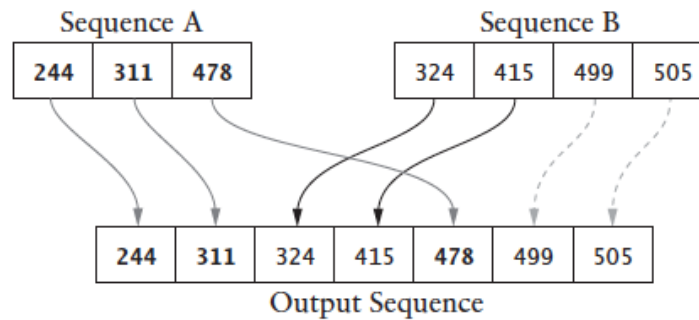 Sequence A Sequence B
244 311 478 324 415 499 505
244 311 324 415 478 499 505
Output Sequence